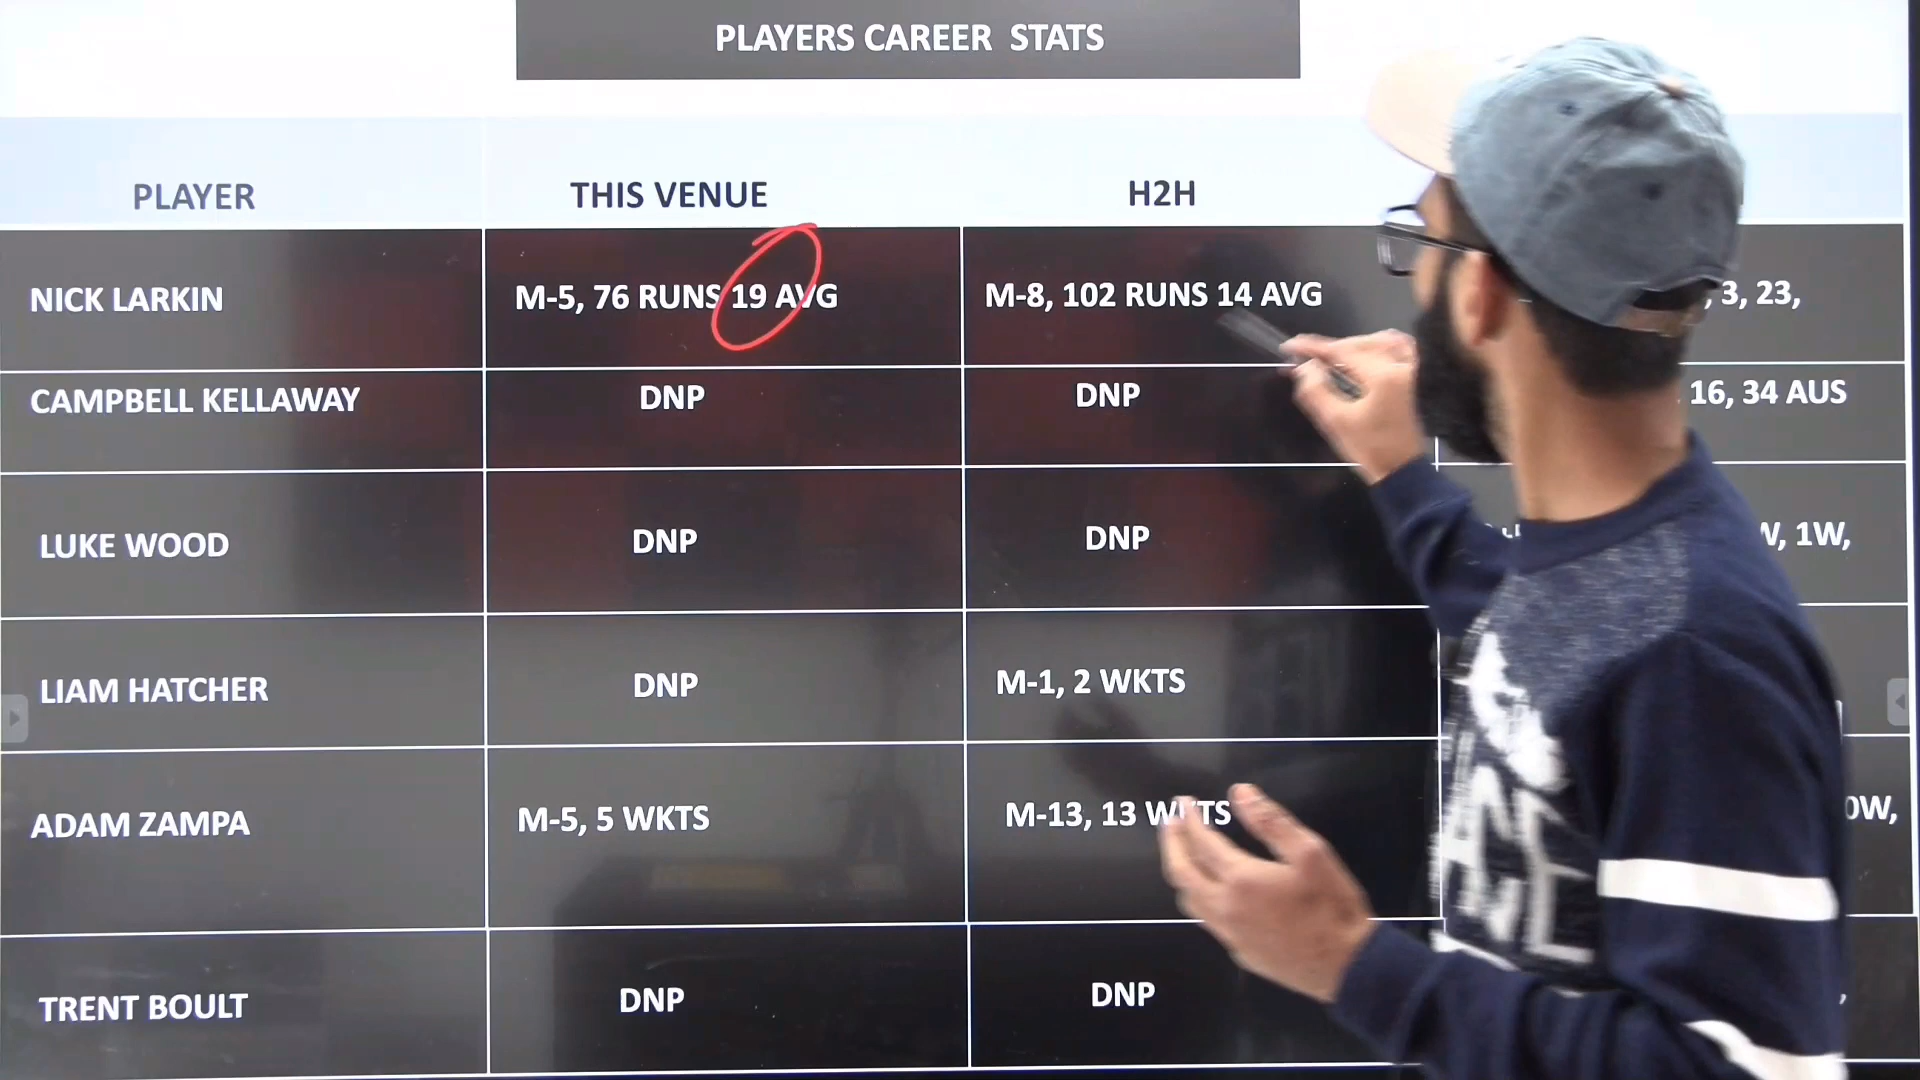 PLAYERS CAREER STATS
PLAYER THIS VENUE H2H
NICK LARKIN M-5, 76 RUNS 19 AVG M-8, 102 RUNS 14 AVG , 3, 23,
CAMPBELL KELLAWAY DNP DNP 16, 34 AUS
LUKE WOOD DNP DNP 1W,
LIAM HATCHER DNP M-1, 2 WKTS
ADAM ZAMPA M-5, 5 WKTS M-13, 13 WKTS 0W,
TRENT BOULT DNP DNP ,